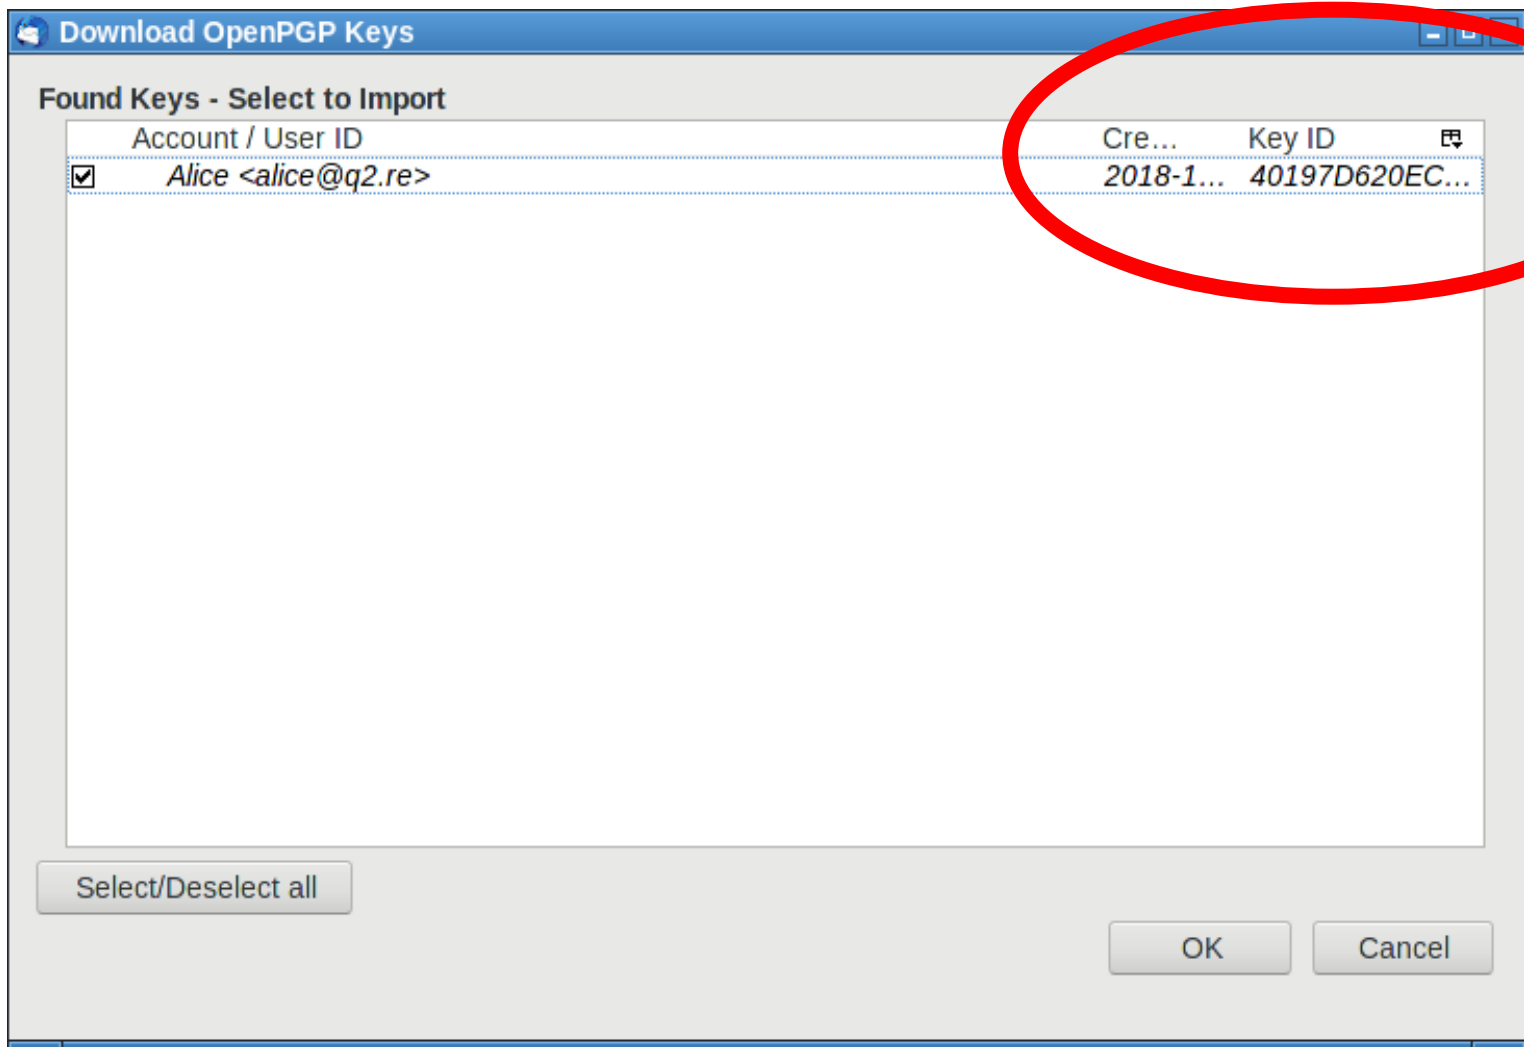 Download OpenPGP Keys
Found Keys - Select to Import
Account / User ID Cre... Key ID
Alice <alice@q2.re> 2018-1... 40197D620EC...
Select/Deselect all
OK Cancel